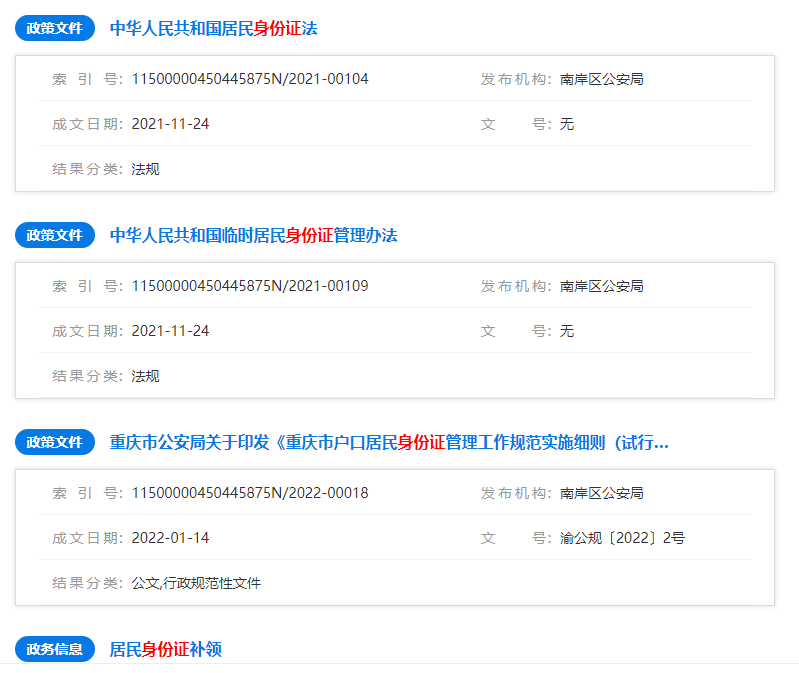 政策文件 中华人民共和国居民身份证法
索引号: 11500000450445875N/2021-00104 发布机构: 南岸区公安局
成文日期: 2021-11-24 文号: 无
结果分类: 法规
政策文件 中华人民共和国临时居民身份证管理办法
索引号: 11500000450445875N/2021-00109 发布机构: 南岸区公安局
成文日期: 2021-11-24 文号: 无
结果分类: 法规
政策文件 重庆市公安局关于印发《重庆市户口居民身份证管理工作规范实施细则（试行...
索引号: 11500000450445875N/2022-00018 发布机构: 南岸区公安局
成文日期: 2022-01-14 文号: 渝公规〔2022〕2号
结果分类: 公文,行政规范性文件
政务信息 居民身份证补领